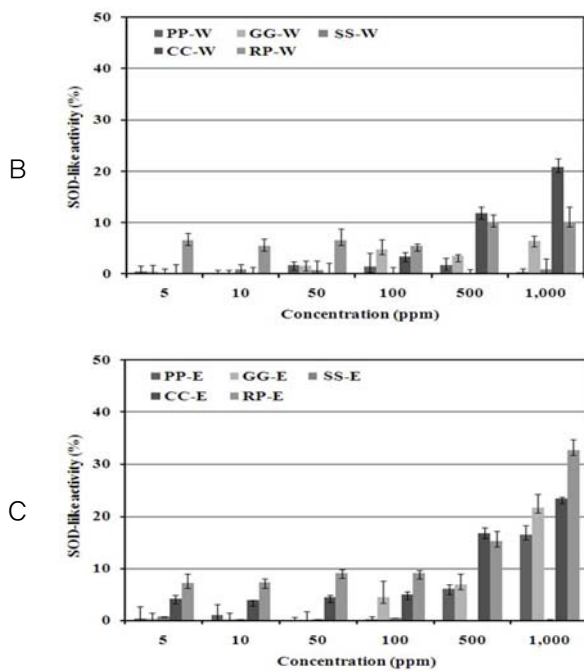 B
50
40
30
20
10
0
SOD-like activity (%)
PP-W GG-W SS-W
CC-W RP-W
5 10 50 100 500 1,000
Concentration (ppm)
C
50
40
30
20
10
0
SOD-like activity (%)
PP-E GG-E SS-E
CC-E RP-E
5 10 50 100 500 1,000
Concentration (ppm)